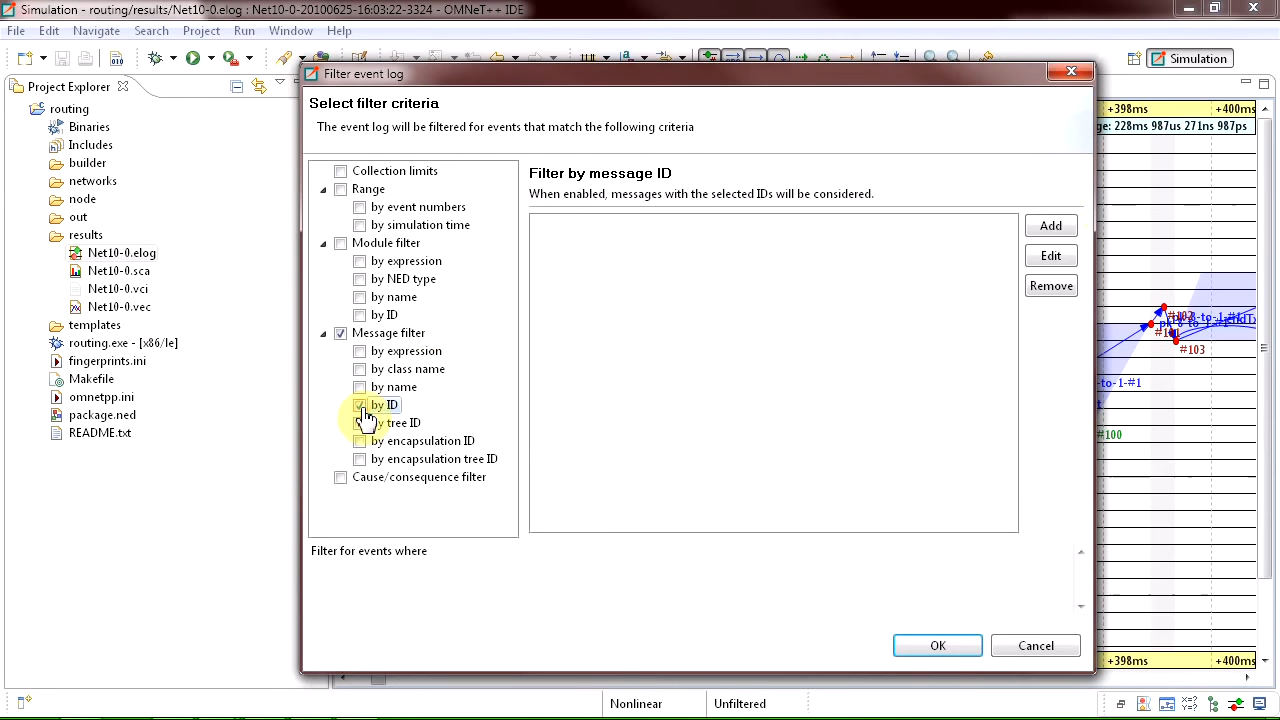 Simulation - routing/results/Net10-0.elog : Net10-0-20100625-16:03:22-3324 - OMNeT++ IDE
File Edit Navigate Search Project Run Window Help
Simulation
Project Explorer
routing
Binaries
Includes
builder
networks
node
out
results
Net10-0.elog
Net10-0.sca
Net10-0.vci
Net10-0.vec
templates
routing.exe - [x86/le]
fingerprints.ini
Makefile
omnetpp.ini
package.ned
README.txt
Filter event log
Select filter criteria
The event log will be filtered for events that match the following criteria
Collection limits
Range
by event numbers
by simulation time
Module filter
by expression
by NED type
by name
by ID
Message filter
by expression
by class name
by name
by ID
by tree ID
by encapsulation ID
by encapsulation tree ID
Cause/consequence filter
Filter by message ID
When enabled, messages with the selected IDs will be considered.
Add
Edit
Remove
Filter for events where
OK Cancel
+398ms +400ms
ge: 228ms 987us 271ns 987ps
#103
-to-1-#1
#100
+398ms +400ms
Nonlinear Unfiltered